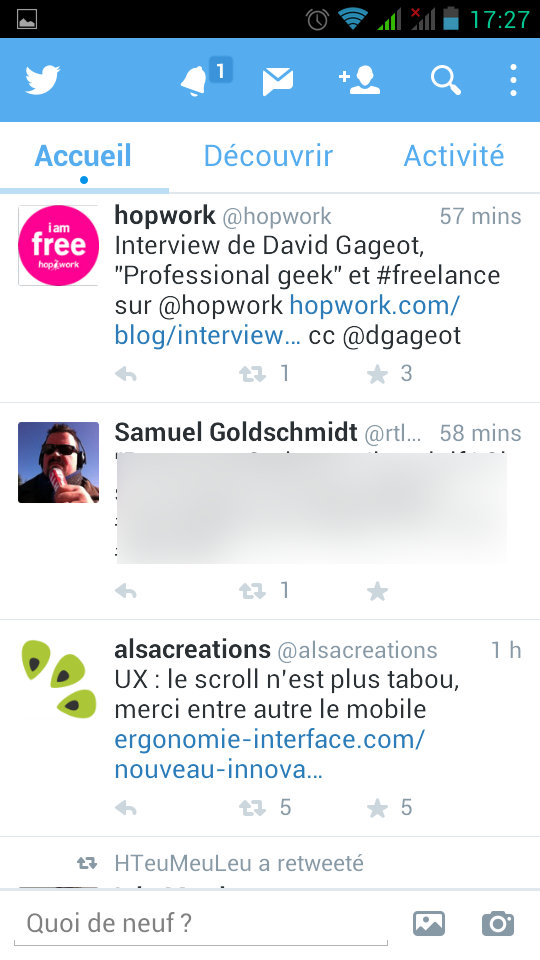 17:27
1
Accueil Découvrir Activité
i am
free
hopwork
hopwork @hopwork 57 mins
Interview de David Gageot,
"Professional geek" et #freelance
sur @hopwork hopwork.com/
blog/interview... cc @dgageot
1 3
Samuel Goldschmidt @rtl... 58 mins
1
alsacreations @alsacreations 1 h
UX : le scroll n'est plus tabou,
merci entre autre le mobile
ergonomie-interface.com/
nouveau-innova...
5 5
HTeuMeuLeu a retweeté
Quoi de neuf ?